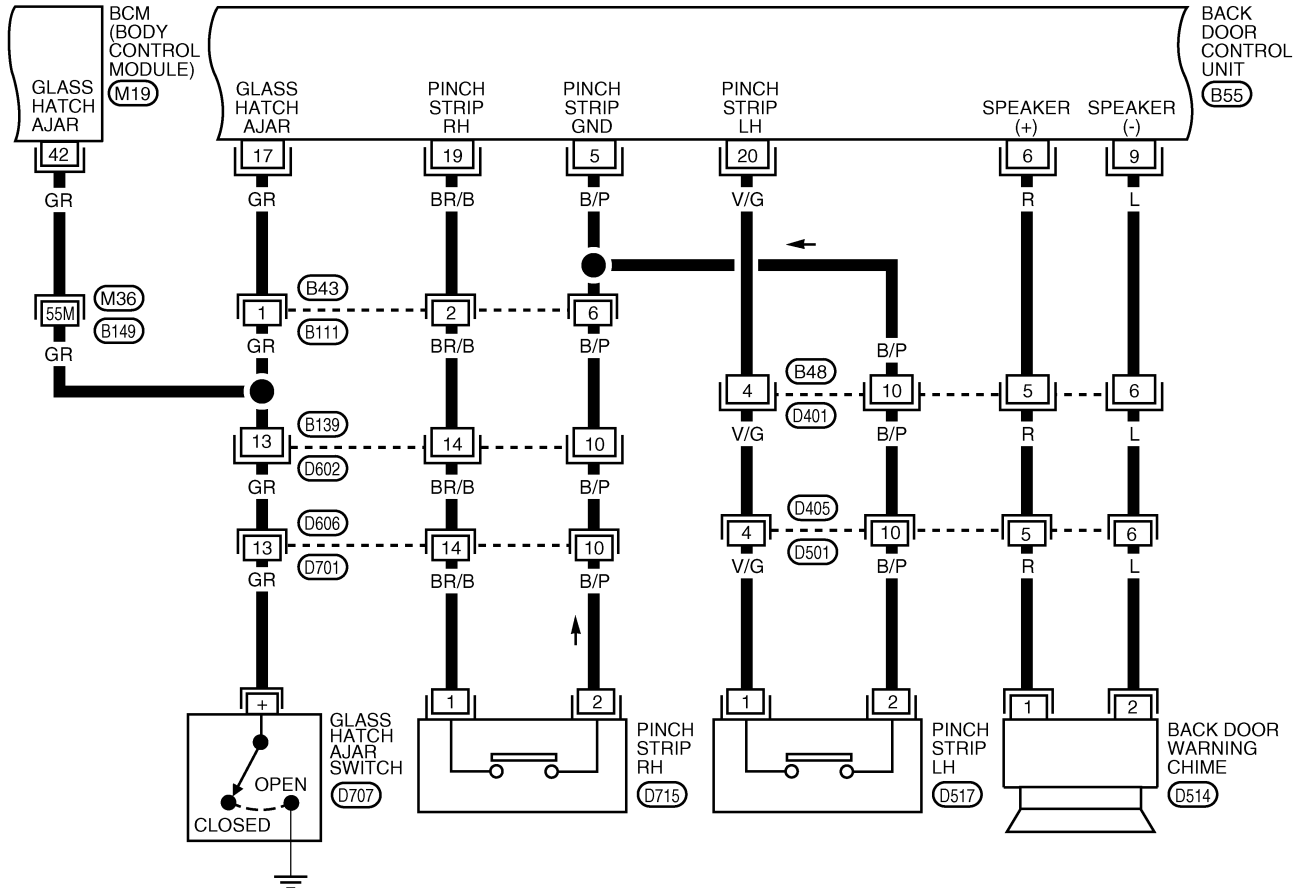 BCM
(BODY
CONTROL
MODULE)
M19
GLASS
HATCH
AJAR
42
GR
55M
M36
B149
GR
BACK
DOOR
CONTROL
UNIT
B55
GLASS
HATCH
AJAR
PINCH
STRIP
RH
PINCH
STRIP
GND
PINCH
STRIP
LH
SPEAKER
(+)
SPEAKER
(-)
17
19
5
20
6
9
GR
BR/B
B/P
V/G
R
L
1
B43
B111
2
6
GR
BR/B
B/P
B/P
4
B48
D401
10
5
6
13
B139
D602
14
10
V/G
B/P
R
L
GR
BR/B
B/P
13
D606
D701
14
10
4
D405
D501
10
5
6
GR
BR/B
B/P
V/G
B/P
R
L
+
1
2
1
2
1
2
GLASS
HATCH
AJAR
SWITCH
D707
OPEN
CLOSED
PINCH
STRIP
RH
D715
PINCH
STRIP
LH
D517
BACK DOOR
WARNING
CHIME
D514